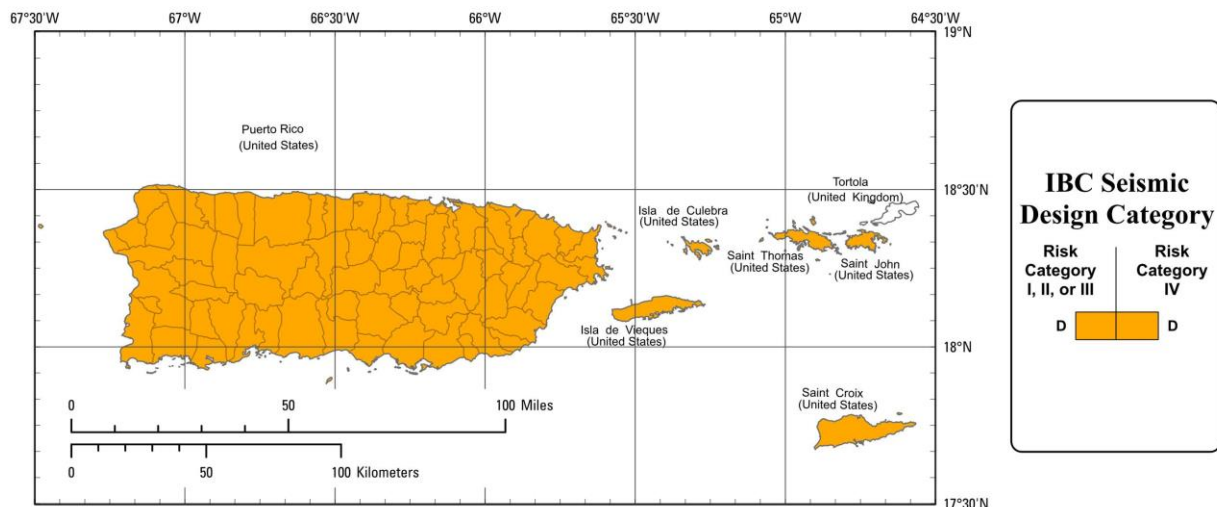 67°30'W
67°W
66°30'W
66°W
65°30'W
65°W
64°30'W
19°N
Puerto Rico
(United States)
18°30'N
Tortola
(United Kingdom)
Isla de Culebra
(United States)
Saint Thomas
(United States)
Saint John
(United States)
Isla de Vieques
(United States)
18°N
Saint Croix
(United States)
0 50 100 Miles
0 50 100 Kilometers
17°30'N
IBC Seismic
Design Category
Risk
Category
I, II, or III
Risk
Category
IV
D D